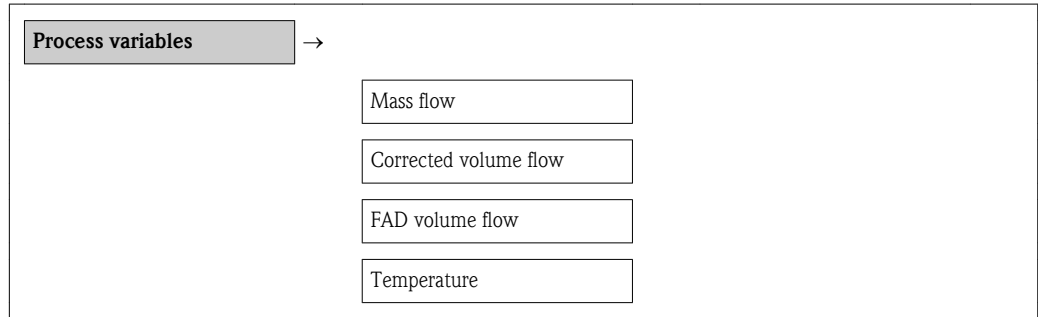 Process variables →
Mass flow
Corrected volume flow
FAD volume flow
Temperature